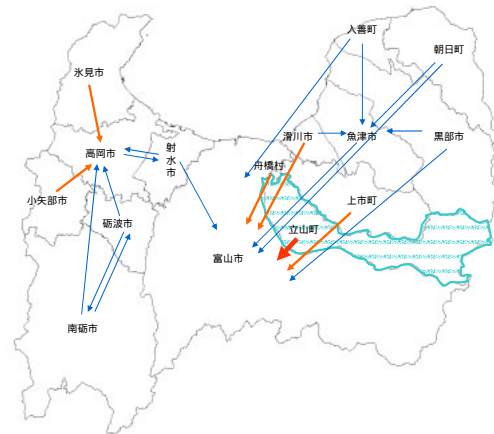 入善町
朝日町
氷見市
滑川市
魚津市
黒部市
高岡市
射水市
舟橋村
小矢部市
上市町
砺波市
立山町
富山市
南砺市